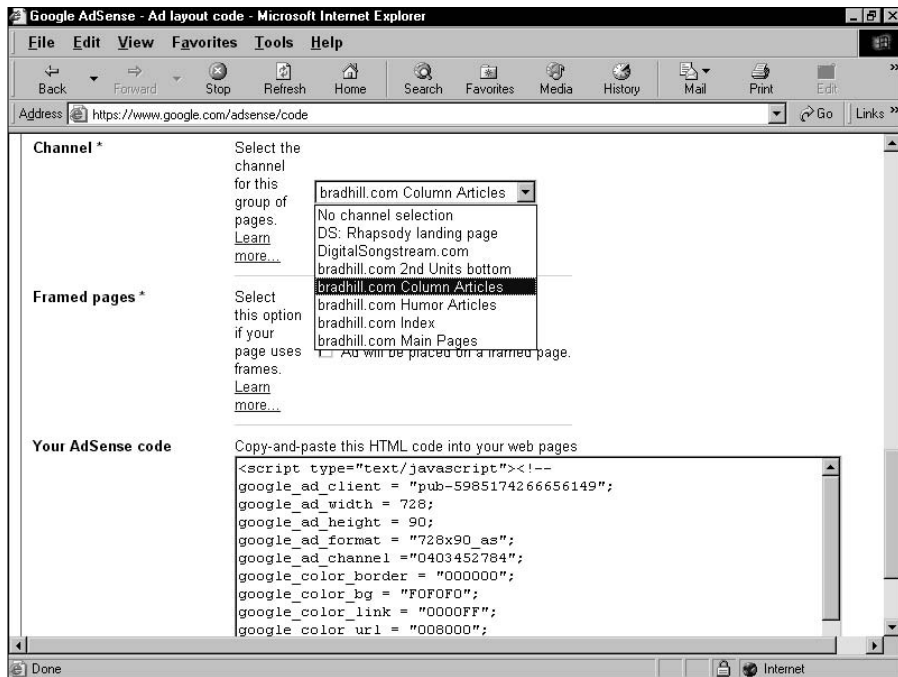 Google AdSense - Ad layout code - Microsoft Internet Explorer
File Edit View Favorites Tools Help
Back Forward Stop Refresh Home Search Favorites Media History Mail Print Edit »
Address https://www.google.com/adsense/code Go Links »
Channel *
Select the
channel
for this
group of
pages.
Learn
more...
bradhill.com Column Articles
No channel selection
DS: Rhapsody landing page
DigitalSongstream.com
bradhill.com 2nd Units bottom
bradhill.com Column Articles
bradhill.com Humor Articles
bradhill.com Index
bradhill.com Main Pages
Framed pages *
Select
this option
if your
page uses
frames.
Learn
more...
Ad will be placed on a framed page.
Your AdSense code
Copy-and-paste this HTML code into your web pages
<script type="text/javascript"><!--
google_ad_client = "pub-5985174266656149";
google_ad_width = 728;
google_ad_height = 90;
google_ad_format = "728x90_as";
google_ad_channel ="0403452784";
google_color_border = "000000";
google_color_bg = "F0F0F0";
google_color_link = "0000FF";
google_color_url = "008000";
Done Internet